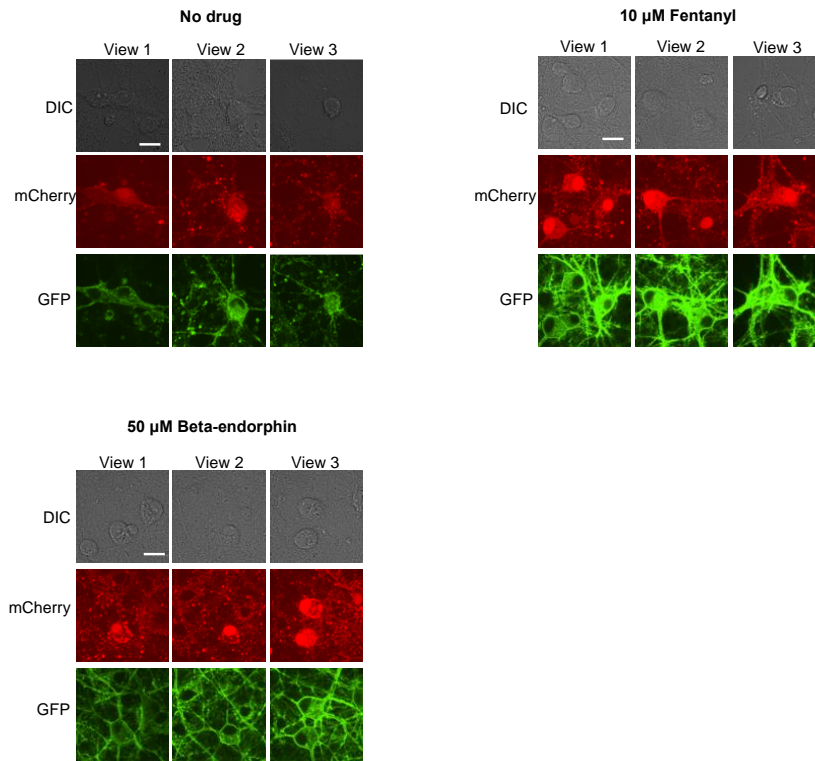 No drug
View 1 View 2 View 3
DIC
mCherry
GFP
10 µM Fentanyl
View 1 View 2 View 3
DIC
mCherry
GFP
50 µM Beta-endorphin
View 1 View 2 View 3
DIC
mCherry
GFP